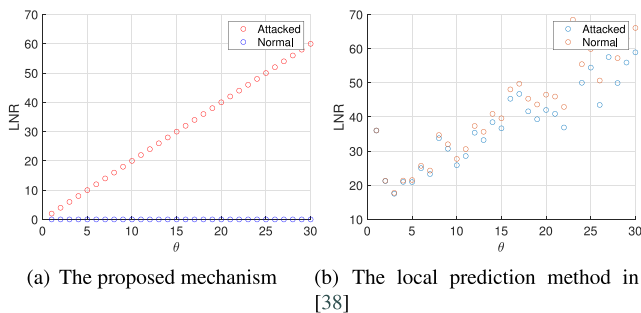 70
60
50
40
30
20
10
0
LNR
0 5 10 15 20 25 30
θ
Attacked
Normal
70
60
50
40
30
20
10
LNR
0 5 10 15 20 25 30
θ
Attacked
Normal
(a) The proposed mechanism
(b) The local prediction method in
[38]